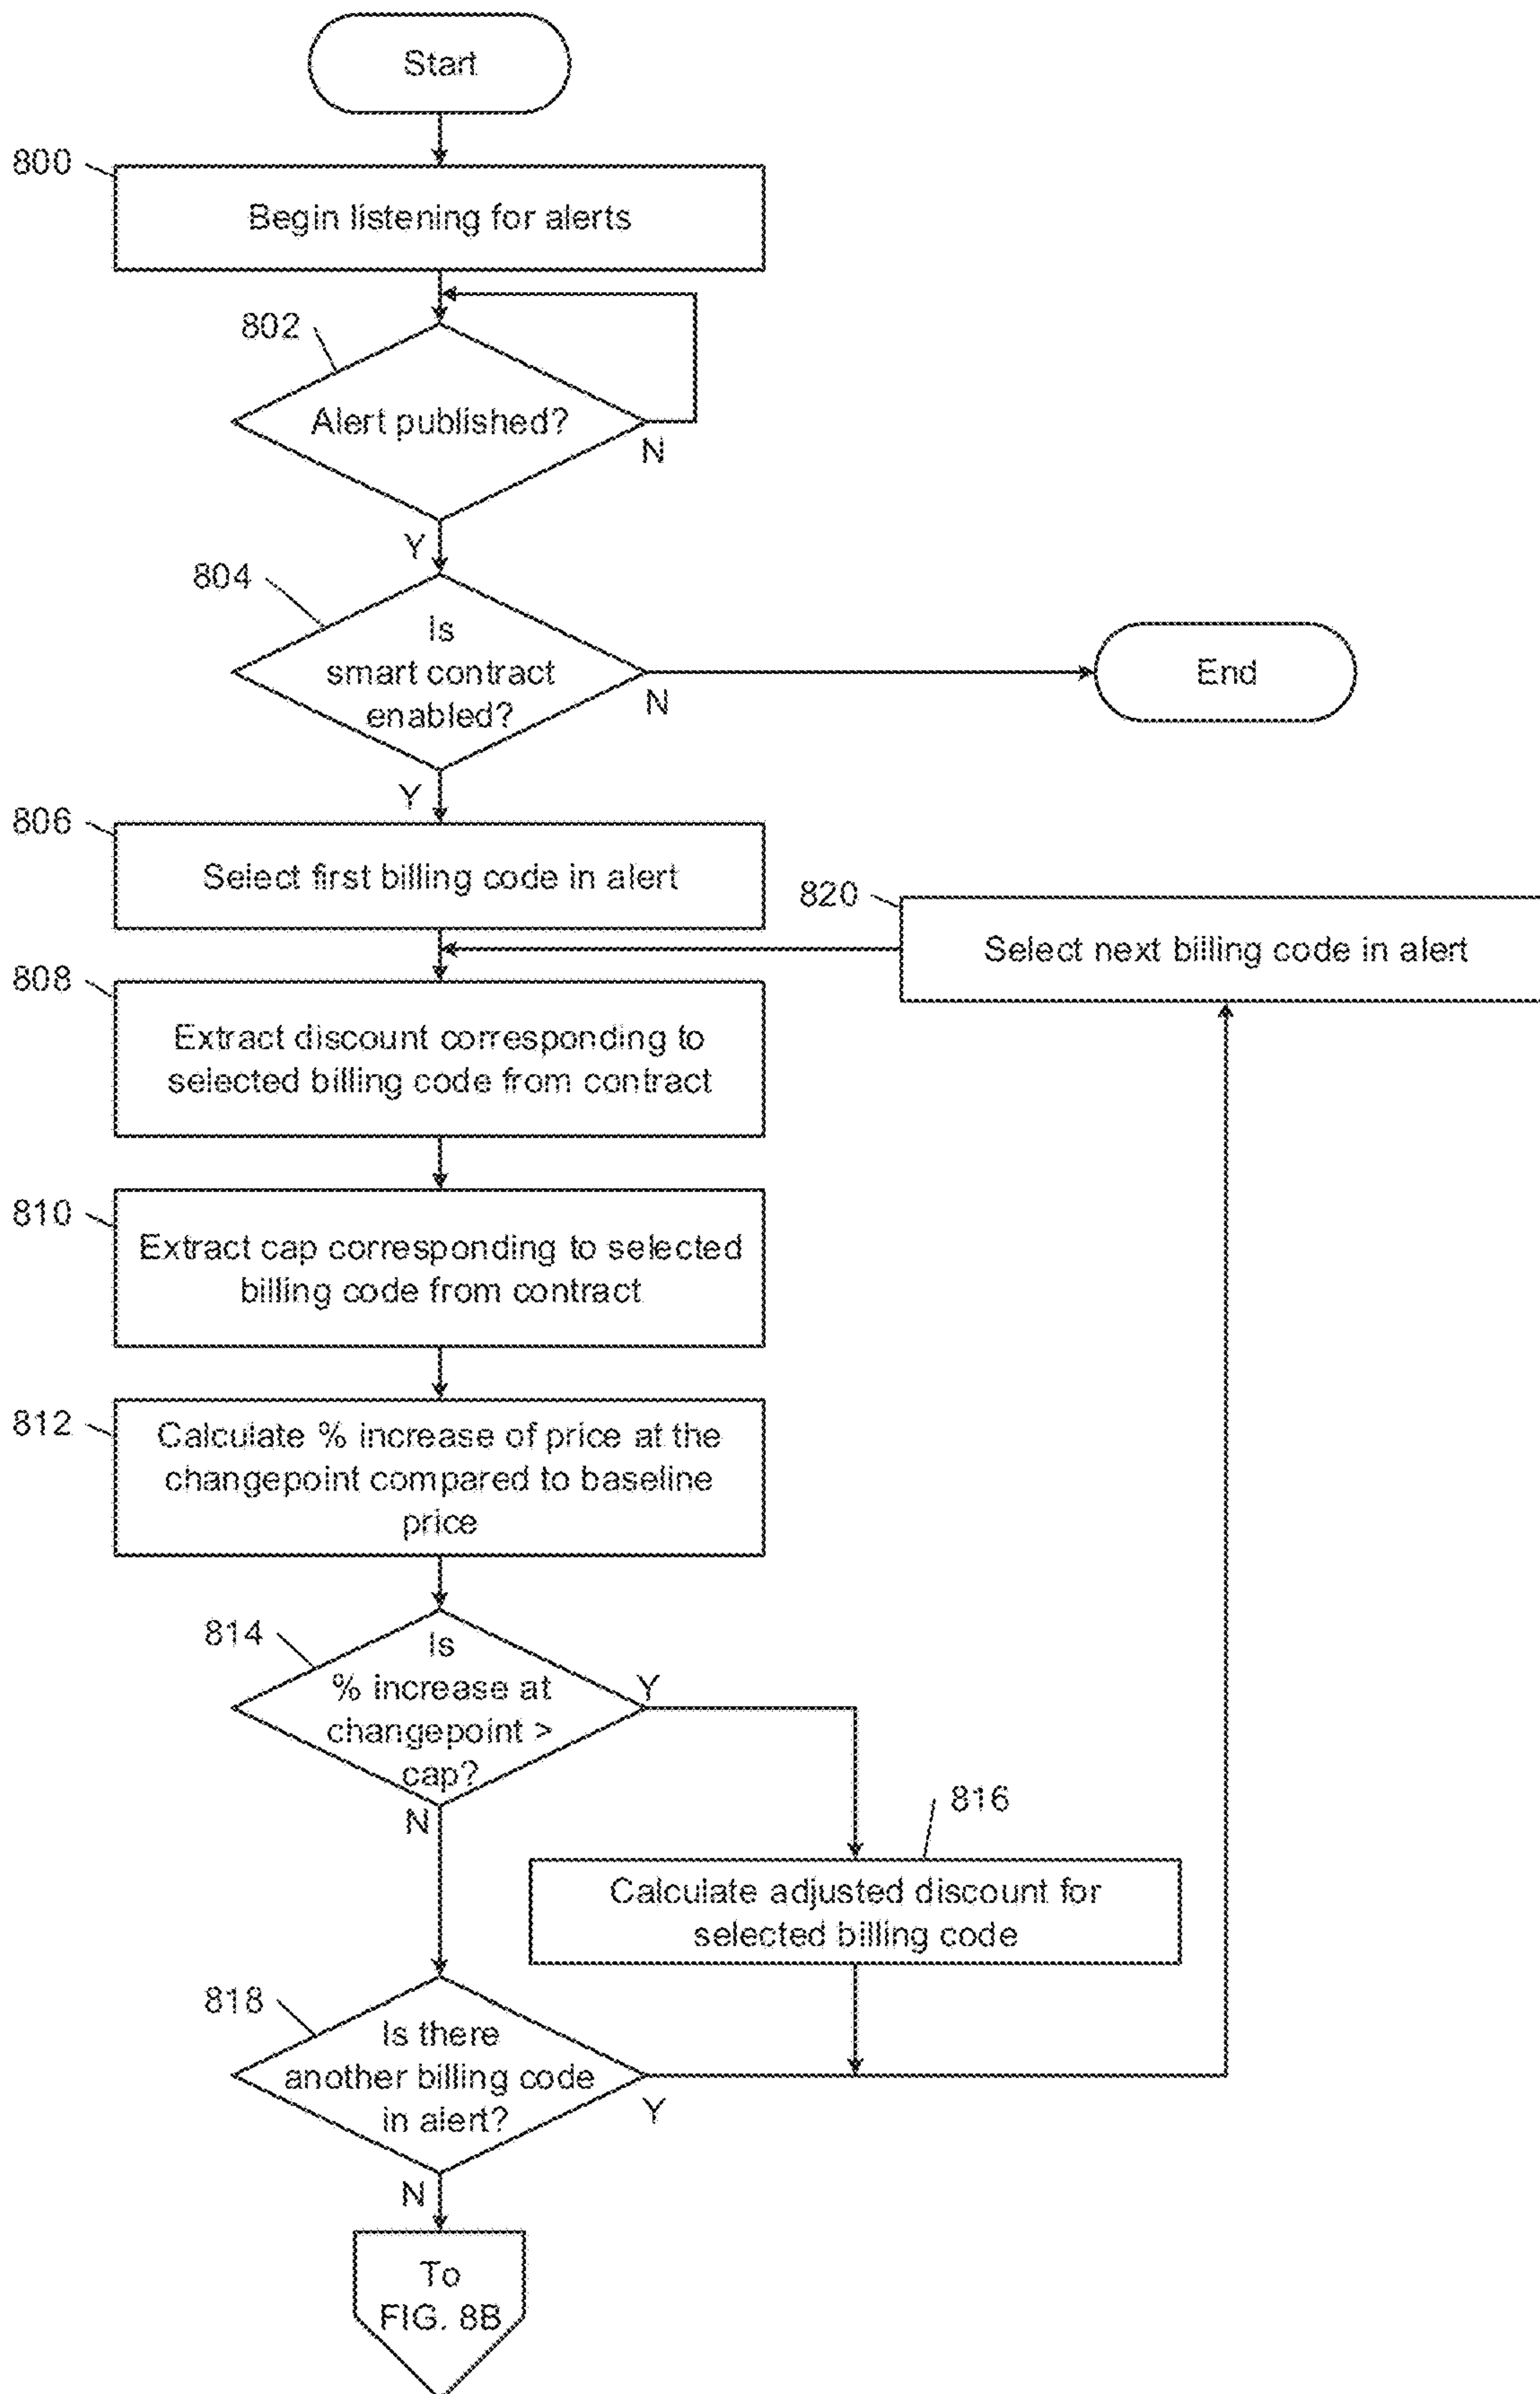 Start
800
Begin listening for alerts
802
Alert published?
N
Y
804
Is
smart contract
enabled?
N
End
Y
806
Select first billing code in alert
820
Select next billing code in alert
808
Extract discount corresponding to
selected billing code from contract
810
Extract cap corresponding to selected
billing code from contract
812
Calculate % increase of price at the
changepoint compared to baseline
price
814
Is
% increase at
changepoint >
cap?
Y
N
816
Calculate adjusted discount for
selected billing code
818
Is there
another billing code
in alert?
Y
N
To
FIG. 8B